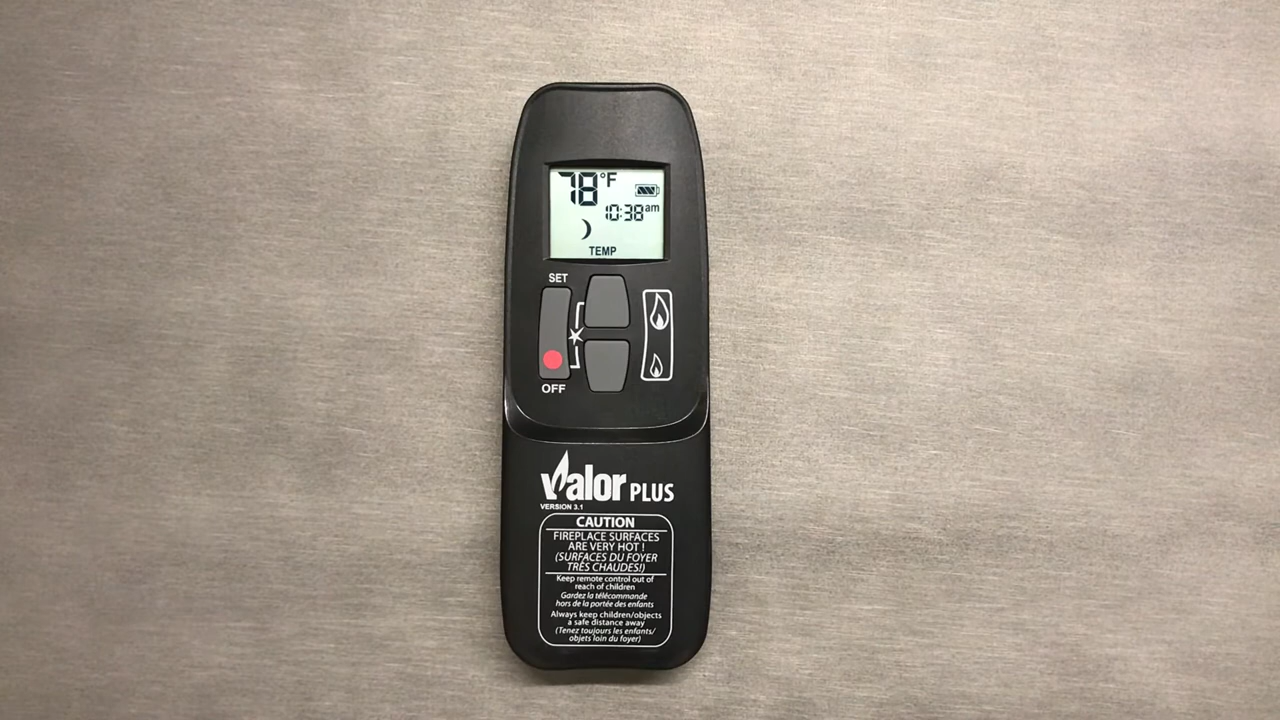 78°F
10:38am
TEMP
SET
OFF
Valor PLUS
VERSION 3.1
CAUTION
FIREPLACE SURFACES
ARE VERY HOT !
(SURFACES DU FOYER
TRÈS CHAUDES!)
Keep remote control out of
reach of children
Gardez la télécommande
hors de la portée des enfants
Always keep children/objects
a safe distance away
(Tenez toujours les enfants/
objets loin du foyer)